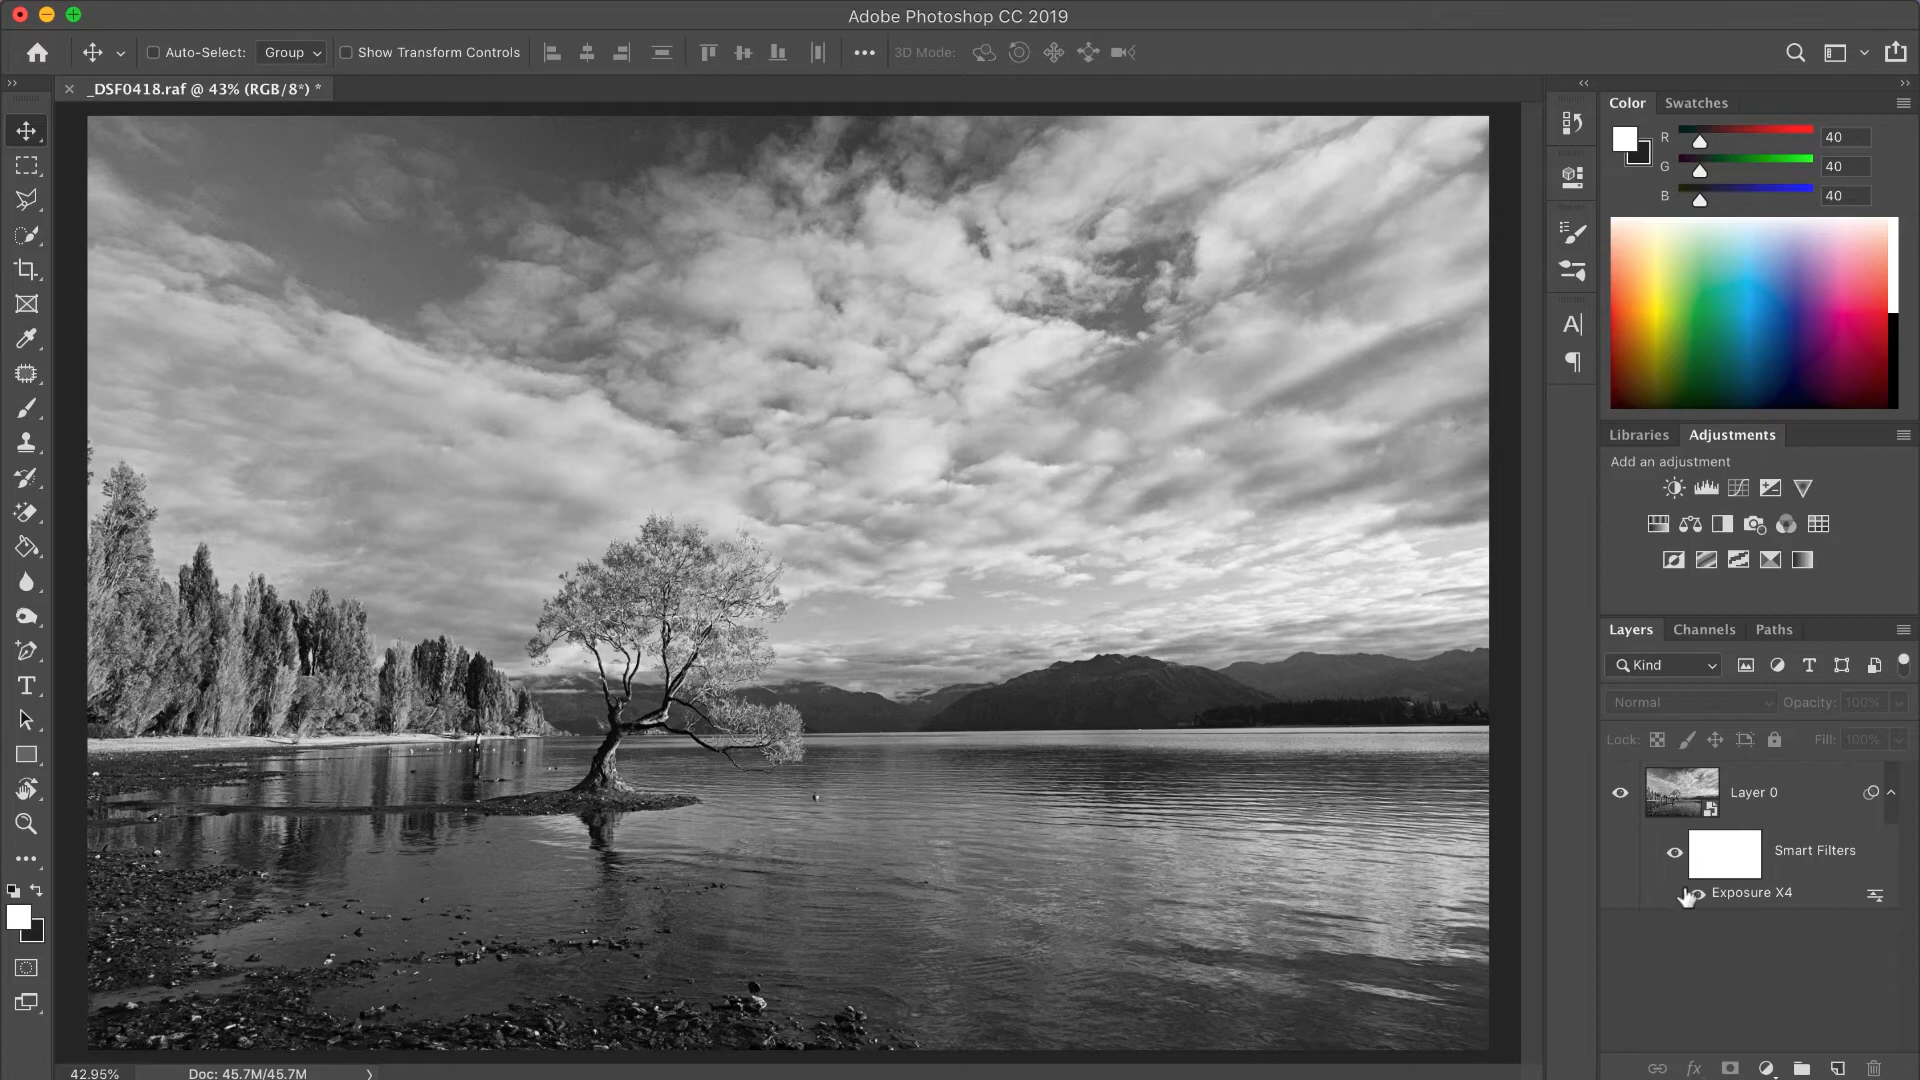 Adobe Photoshop CC 2019
Auto-Select:
Group
Show Transform Controls
3D Mode:
_DSF0418.raf @ 43% (RGB/8*) *
Color
Swatches
R
40
G
40
B
40
Libraries
Adjustments
Add an adjustment
Layers
Channels
Paths
Kind
Normal
Opacity:
100%
Lock:
Fill:
100%
Layer 0
Smart Filters
Exposure X4
42.95%
Doc: 45.7M/45.7M